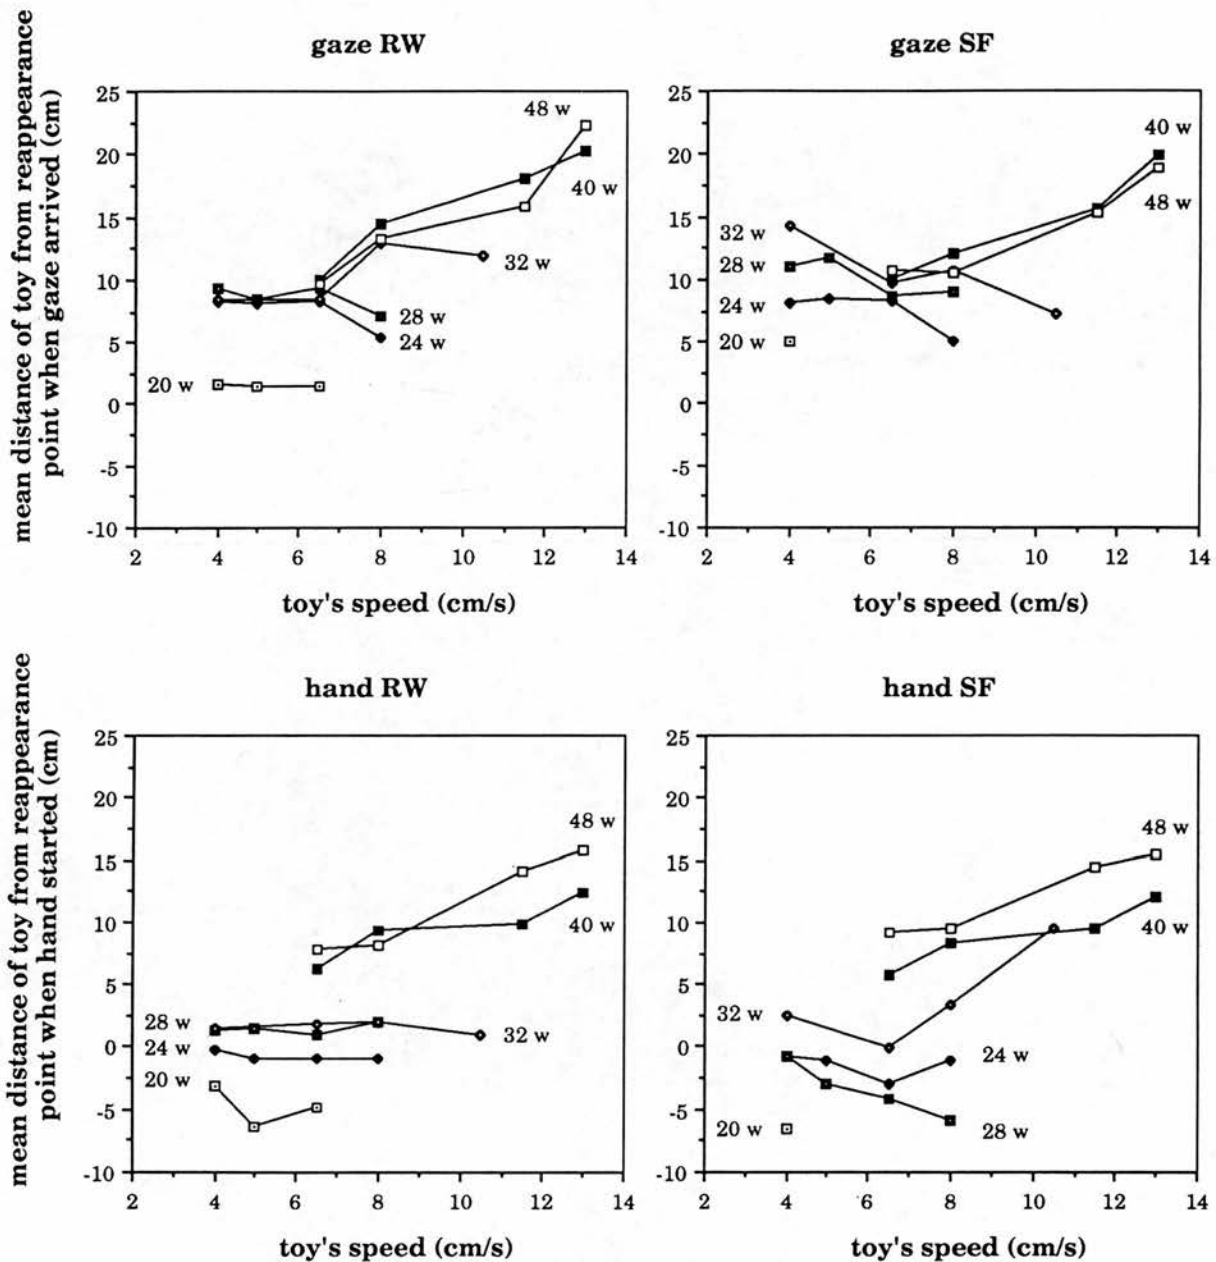 gaze RW
mean distance of toy from reappearance
point when gaze arrived (cm)
25
20
15
10
5
0
-5
-10
48 w
40 w
32 w
28 w
24 w
20 w
2 4 6 8 10 12 14
toy's speed (cm/s)
gaze SF
25
20
15
10
5
0
-5
-10
40 w
48 w
32 w
28 w
24 w
20 w
2 4 6 8 10 12 14
toy's speed (cm/s)
hand RW
mean distance of toy from reappearance
point when hand started (cm)
25
20
15
10
5
0
-5
-10
48 w
40 w
28 w
32 w
24 w
20 w
2 4 6 8 10 12 14
toy's speed (cm/s)
hand SF
25
20
15
10
5
0
-5
-10
48 w
40 w
32 w
24 w
20 w
28 w
2 4 6 8 10 12 14
toy's speed (cm/s)